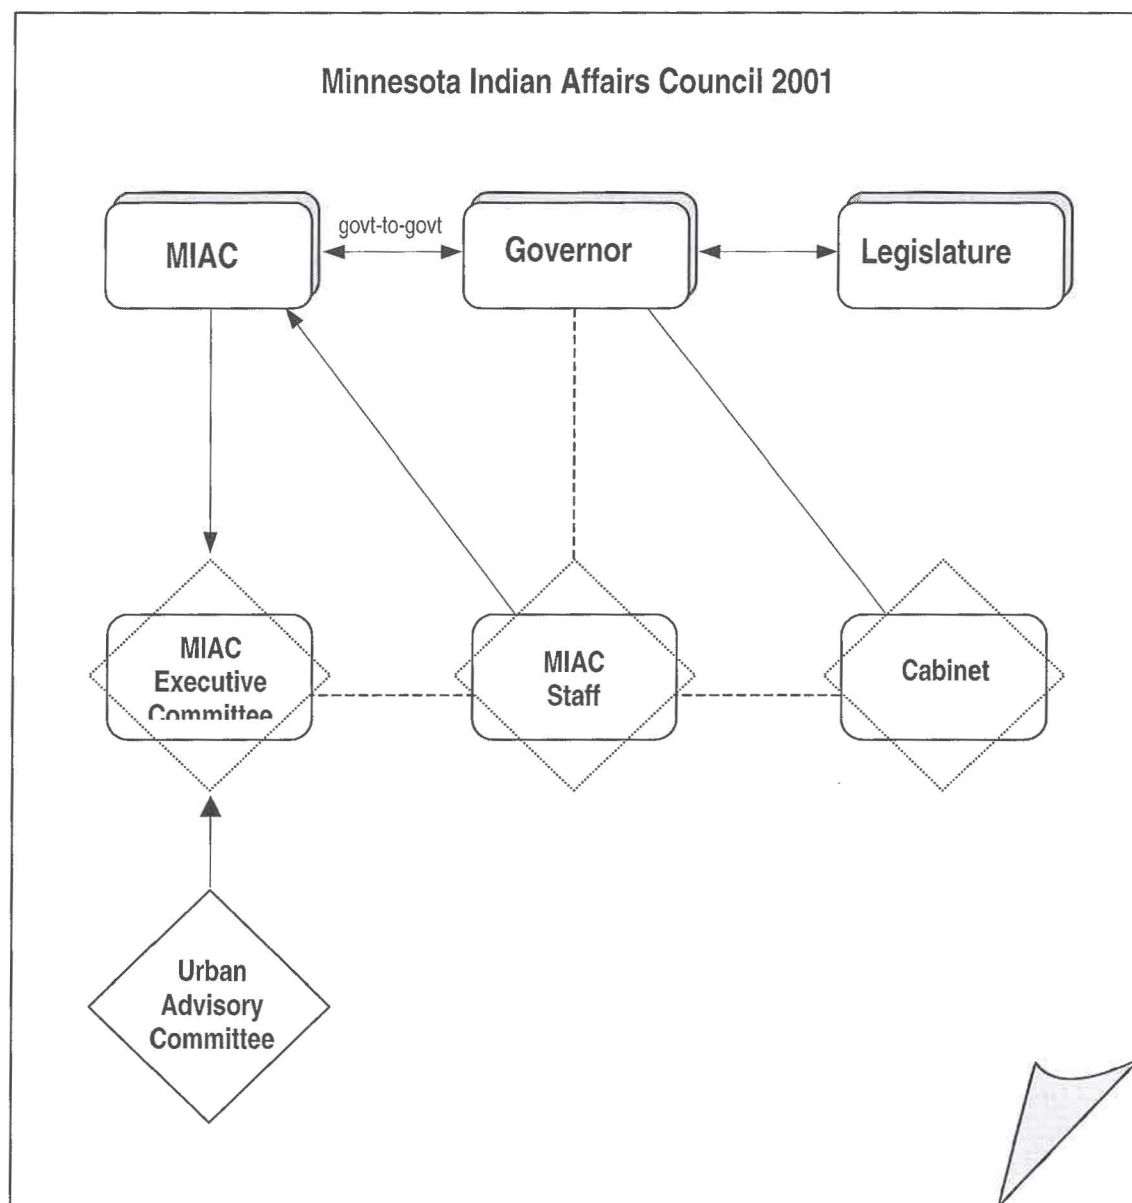 Minnesota Indian Affairs Council 2001
MIAC
govt-to-govt
Governor
Legislature
MIAC
Executive
Committee
MIAC
Staff
Cabinet
Urban
Advisory
Committee